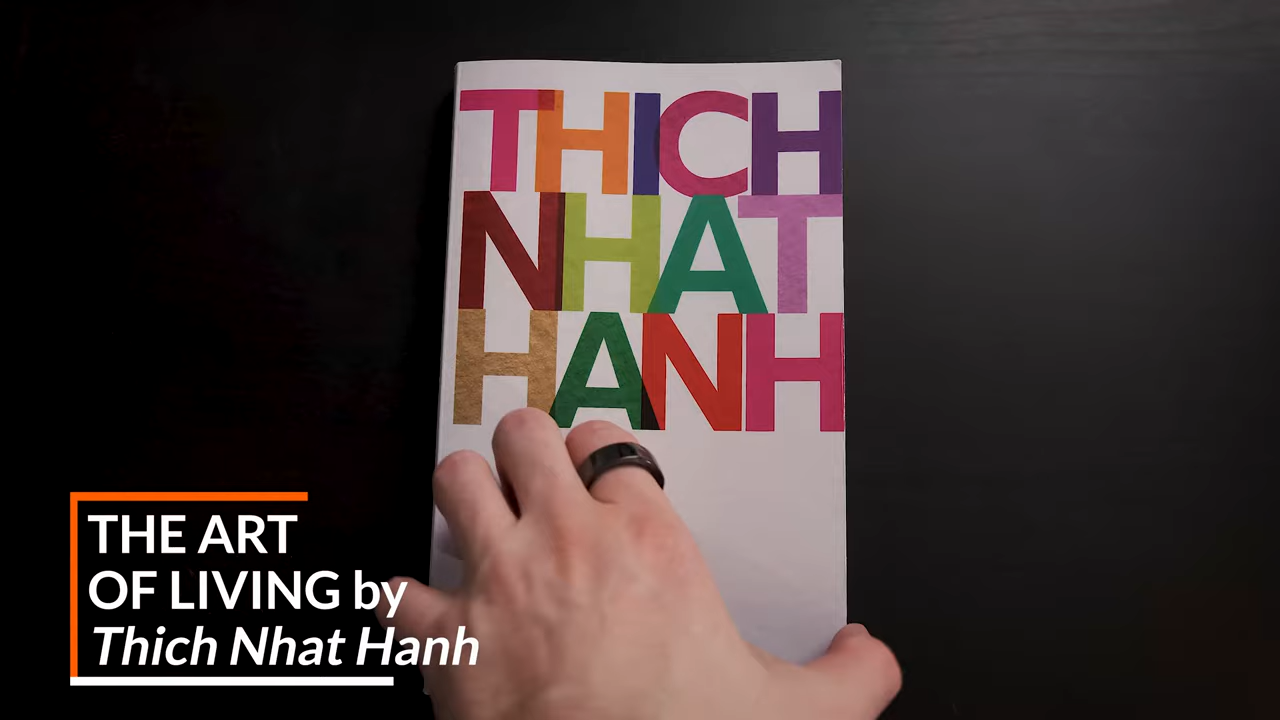 THICH
NHAT
HANH
THE ART
OF LIVING by
Thich Nhat Hanh